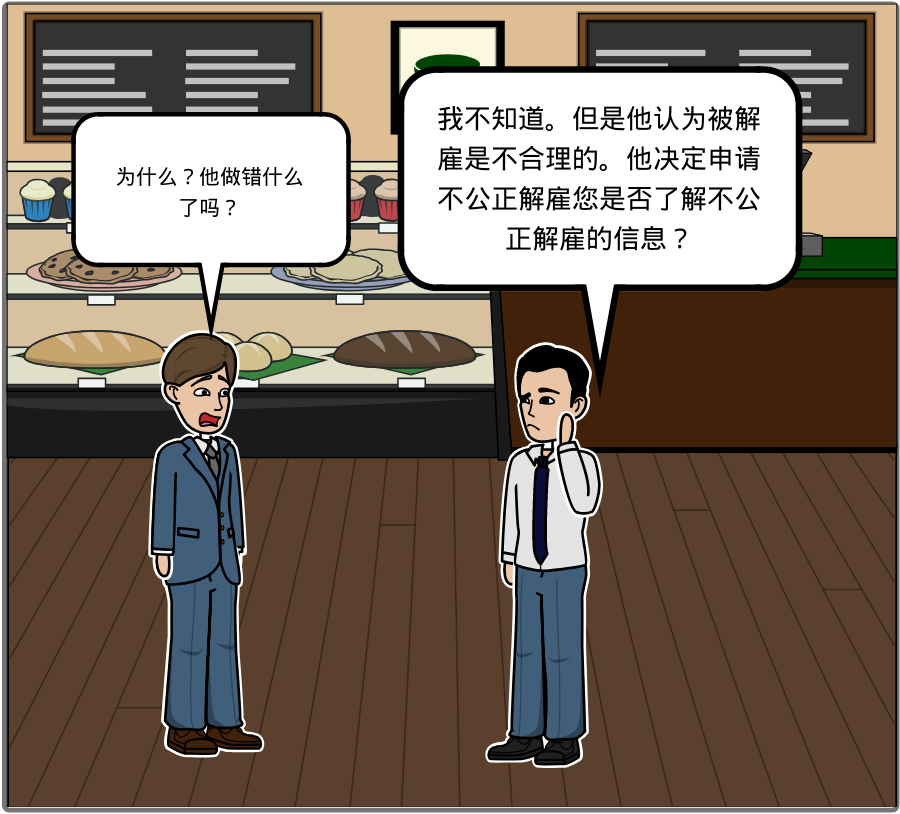 为什么？他做错什么
了吗？
我不知道。但是他认为被解
雇是不合理的。他决定申请
不公正解雇您是否了解不公
正解雇的信息？